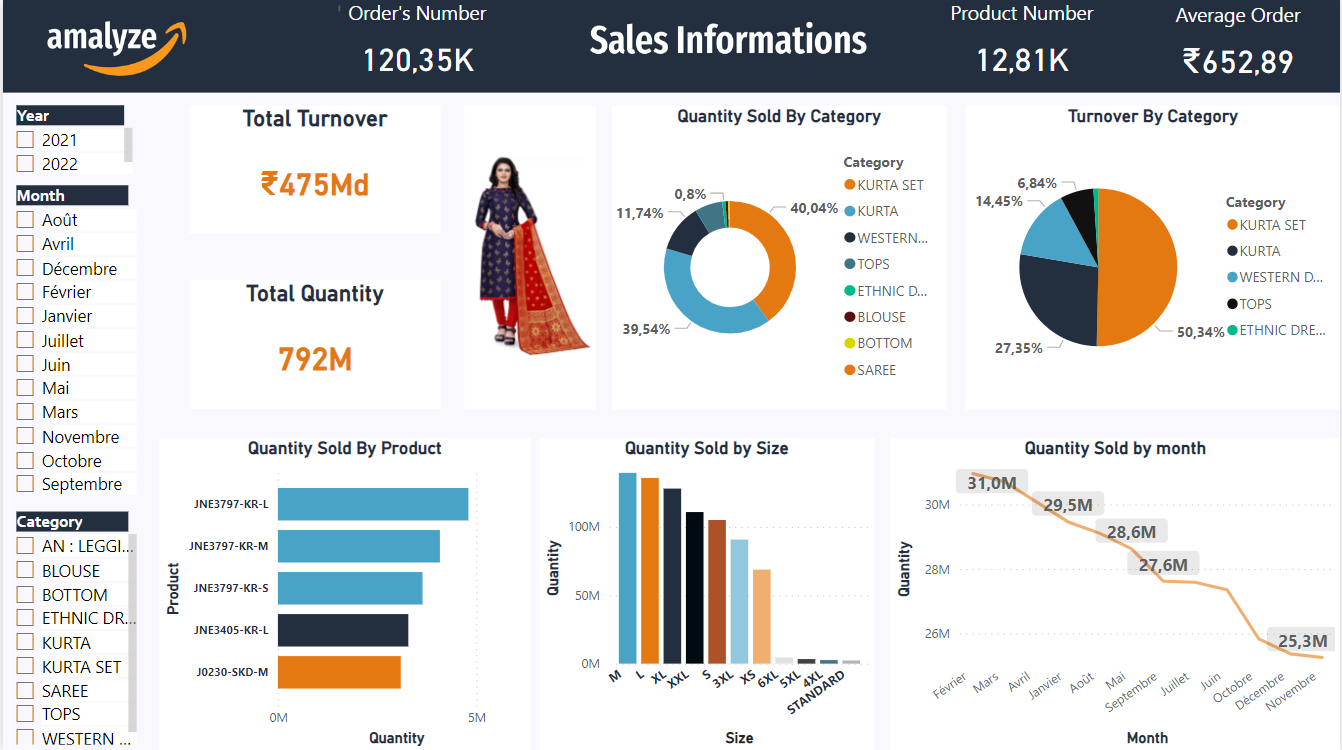 amalyze
Order's Number
120,35K
Sales Informations
Product Number
12,81K
Average Order
₹652,89
Year
2021
2022
Month
Août
Avril
Décembre
Février
Janvier
Juillet
Juin
Mai
Mars
Novembre
Octobre
Septembre
Category
AN : LEGGI...
BLOUSE
BOTTOM
ETHNIC DR...
KURTA
KURTA SET
SAREE
TOPS
WESTERN ...
Total Turnover
₹475Md
Total Quantity
792M
Quantity Sold By Category
0,8%
11,74%
40,04%
39,54%
Category
KURTA SET
KURTA
WESTERN...
TOPS
ETHNIC D...
BLOUSE
BOTTOM
SAREE
Turnover By Category
6,84%
14,45%
27,35%
50,34%
Category
KURTA SET
KURTA
WESTERN D...
TOPS
ETHNIC DRE...
Quantity Sold By Product
Product
JNE3797-KR-L
JNE3797-KR-M
JNE3797-KR-S
JNE3405-KR-L
J0230-SKD-M
0M
5M
Quantity
Quantity Sold by Size
Quantity
100M
50M
0M
M
L
XL
XXL
S
3XL
XS
6XL
5XL
4XL
STANDARD
Size
Quantity Sold by month
Quantity
30M
28M
26M
31,0M
29,5M
28,6M
27,6M
25,3M
Février
Mars
Avril
Janvier
Août
Mai
Septembre
Juillet
Juin
Octobre
Décembre
Novembre
Month